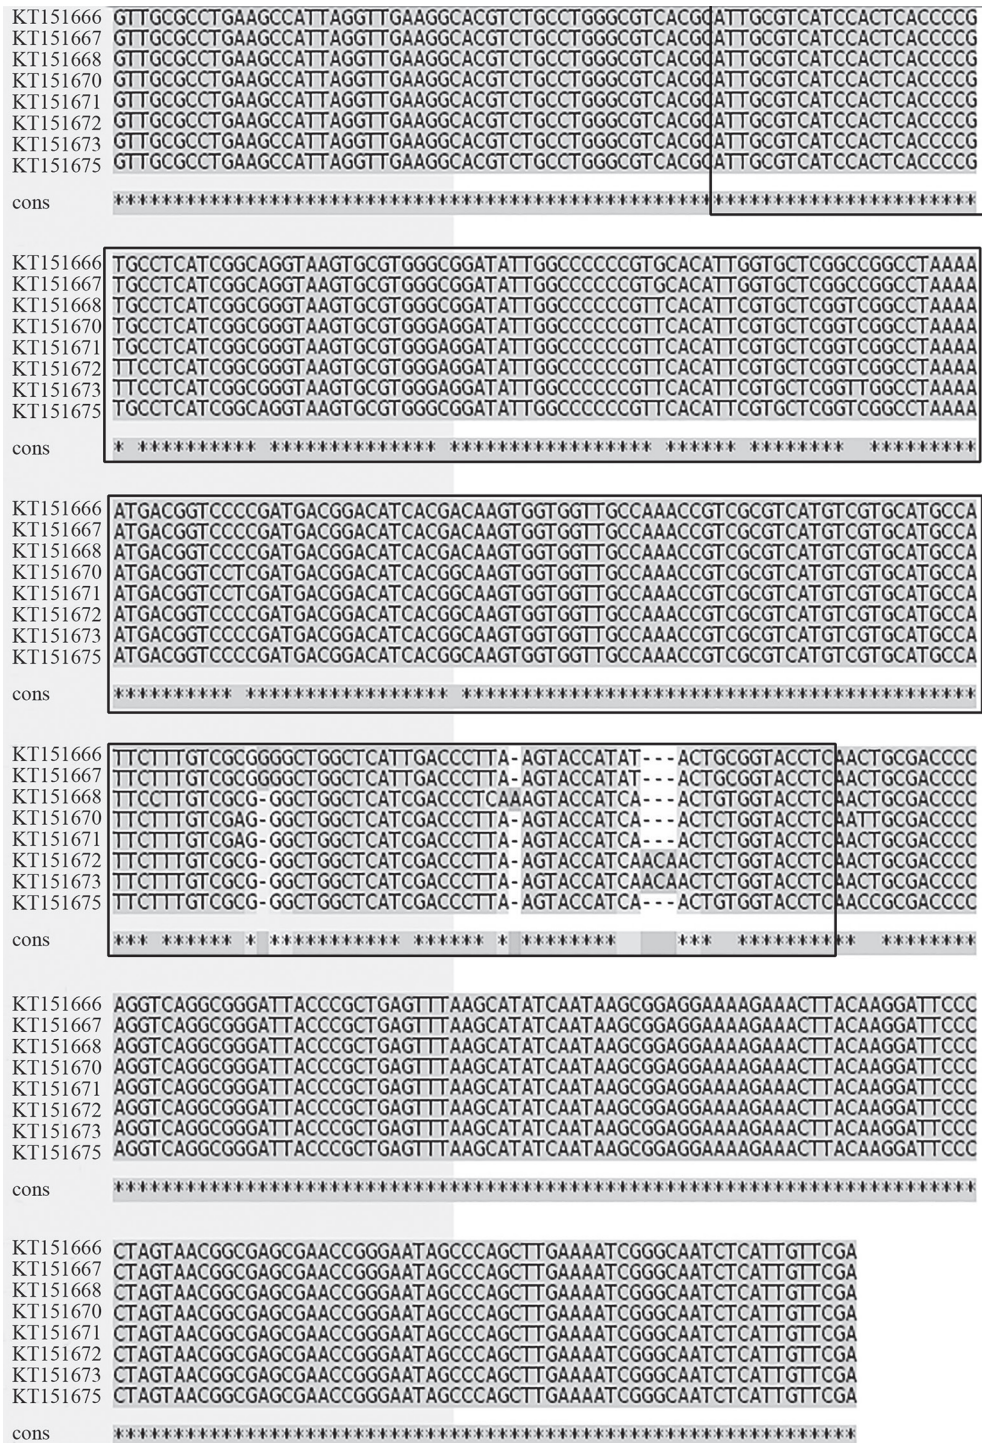 KT151666 GTTGCGCCTGAAGCCATTAGGTTGAAGGCACGTCTGCCTGGGCGTCACGCATTGCGTCATCCACTCACCCCG
KT151667 GTTGCGCCTGAAGCCATTAGGTTGAAGGCACGTCTGCCTGGGCGTCACGCATTGCGTCATCCACTCACCCCG
KT151668 GTTGCGCCTGAAGCCATTAGGTTGAAGGCACGTCTGCCTGGGCGTCACGCATTGCGTCATCCACTCACCCCG
KT151670 GTTGCGCCTGAAGCCATTAGGTTGAAGGCACGTCTGCCTGGGCGTCACGCATTGCGTCATCCACTCACCCCG
KT151671 GTTGCGCCTGAAGCCATTAGGTTGAAGGCACGTCTGCCTGGGCGTCACGCATTGCGTCATCCACTCACCCCG
KT151672 GTTGCGCCTGAAGCCATTAGGTTGAAGGCACGTCTGCCTGGGCGTCACGCATTGCGTCATCCACTCACCCCG
KT151673 GTTGCGCCTGAAGCCATTAGGTTGAAGGCACGTCTGCCTGGGCGTCACGCATTGCGTCATCCACTCACCCCG
KT151675 GTTGCGCCTGAAGCCATTAGGTTGAAGGCACGTCTGCCTGGGCGTCACGCATTGCGTCATCCACTCACCCCG
cons ************************************************************************
KT151666 TGCCTCATCGGCAGGTAAGTGCGTGGGCGGATATTGGCCCCCCGTGCACATTGGTGCTCGGCCGGCCTAAAA
KT151667 TGCCTCATCGGCAGGTAAGTGCGTGGGCGGATATTGGCCCCCCGTGCACATTGGTGCTCGGCCGGCCTAAAA
KT151668 TGCCTCATCGGCAGGTAAGTGCGTGGGCGGATATTGGCCCCCCGTTCACATTCGTGCTCGGTCGGCCTAAAA
KT151670 TGCCTCATCGGCGGGTAAGTGCGTGGGAGGATATTGGCCCCCCGTTCACATTCGTGCTCGGTCGGCCTAAAA
KT151671 TGCCTCATCGGCGGGTAAGTGCGTGGGAGGATATTGGCCCCCCGTTCACATTCGTGCTCGGTCGGCCTAAAA
KT151672 TTCCTCATCGGCGGGTAAGTGCGTGGGAGGATATTGGCCCCCCGTTCACATTCGTGCTCGGTCGGCCTAAAA
KT151673 TTCCTCATCGGCGGGTAAGTGCGTGGGAGGATATTGGCCCCCCGTTCACATTCGTGCTCGGTTGGCCTAAAA
KT151675 TGCCTCATCGGCAGGTAAGTGCGTGGGCGGATATTGGCCCCCCGTTCACATTCGTGCTCGGTCGGCCTAAAA
cons * ********** ************** ***************** ****** ********  *********
KT151666 ATGACGGTCCCCGATGACGGACATCACGACAAGTGGTGGTTGCCAAACCGTCGCGTCATGTCGTGCATGCCA
KT151667 ATGACGGTCCCCGATGACGGACATCACGACAAGTGGTGGTTGCCAAACCGTCGCGTCATGTCGTGCATGCCA
KT151668 ATGACGGTCCCCGATGACGGACATCACGACAAGTGGTGGTTGCCAAACCGTCGCGTCATGTCGTGCATGCCA
KT151670 ATGACGGTCCTCGATGACGGACATCACGGCAAGTGGTGGTTGCCAAACCGTCGCGTCATGTCGTGCATGCCA
KT151671 ATGACGGTCCTCGATGACGGACATCACGGCAAGTGGTGGTTGCCAAACCGTCGCGTCATGTCGTGCATGCCA
KT151672 ATGACGGTCCCCGATGACGGACATCACGGCAAGTGGTGGTTGCCAAACCGTCGCGTCATGTCGTGCATGCCA
KT151673 ATGACGGTCCCCGATGACGGACATCACGGCAAGTGGTGGTTGCCAAACCGTCGCGTCATGTCGTGCATGCCA
KT151675 ATGACGGTCCCCGATGACGGACATCACGGCAAGTGGTGGTTGCCAAACCGTCGCGTCATGTCGTGCATGCCA
cons ********** ***************** *******************************************
KT151666 TTCTTTGTCGCGGGGCTGGCTCATTGACCCTTA-AGTACCATAT---ACTGCGGTACCTCAACTGCGACCCC
KT151667 TTCTTTGTCGCGGGGCTGGCTCATTGACCCTTA-AGTACCATAT---ACTGCGGTACCTCAACTGCGACCCC
KT151668 TTCCTTGTCGCG-GGCTGGCTCATCGACCCTCAAAGTACCATCA---ACTGTGGTACCTCAACTGCGACCCC
KT151670 TTCTTTGTCGAG-GGCTGGCTCATCGACCCTTA-AGTACCATCA---ACTCTGGTACCTCAATTGCGACCCC
KT151671 TTCTTTGTCGAG-GGCTGGCTCATCGACCCTTA-AGTACCATCA---ACTCTGGTACCTCAACTGCGACCCC
KT151672 TTCTTTGTCGCG-GGCTGGCTCATCGACCCTTA-AGTACCATCAACAACTCTGGTACCTCAACTGCGACCCC
KT151673 TTCTTTGTCGCG-GGCTGGCTCATCGACCCTTA-AGTACCATCAACAACTCTGGTACCTCAACTGCGACCCC
KT151675 TTCTTTGTCGCG-GGCTGGCTCATCGACCCTTA-AGTACCATCA---ACTGTGGTACCTCAACCGCGACCCC
cons *** ****** * *********** ****** * ********     ***  **********  ********
KT151666 AGGTCAGGCGGGATTACCCGCTGAGTTTAAGCATATCAATAAGCGGAGGAAAAGAAACTTACAAGGATTCCC
KT151667 AGGTCAGGCGGGATTACCCGCTGAGTTTAAGCATATCAATAAGCGGAGGAAAAGAAACTTACAAGGATTCCC
KT151668 AGGTCAGGCGGGATTACCCGCTGAGTTTAAGCATATCAATAAGCGGAGGAAAAGAAACTTACAAGGATTCCC
KT151670 AGGTCAGGCGGGATTACCCGCTGAGTTTAAGCATATCAATAAGCGGAGGAAAAGAAACTTACAAGGATTCCC
KT151671 AGGTCAGGCGGGATTACCCGCTGAGTTTAAGCATATCAATAAGCGGAGGAAAAGAAACTTACAAGGATTCCC
KT151672 AGGTCAGGCGGGATTACCCGCTGAGTTTAAGCATATCAATAAGCGGAGGAAAAGAAACTTACAAGGATTCCC
KT151673 AGGTCAGGCGGGATTACCCGCTGAGTTTAAGCATATCAATAAGCGGAGGAAAAGAAACTTACAAGGATTCCC
KT151675 AGGTCAGGCGGGATTACCCGCTGAGTTTAAGCATATCAATAAGCGGAGGAAAAGAAACTTACAAGGATTCCC
cons ************************************************************************
KT151666 CTAGTAACGGCGAGCGAACCGGGAATAGCCCAGCTTGAAAATCGGGCAATCTCATTGTTCGA
KT151667 CTAGTAACGGCGAGCGAACCGGGAATAGCCCAGCTTGAAAATCGGGCAATCTCATTGTTCGA
KT151668 CTAGTAACGGCGAGCGAACCGGGAATAGCCCAGCTTGAAAATCGGGCAATCTCATTGTTCGA
KT151670 CTAGTAACGGCGAGCGAACCGGGAATAGCCCAGCTTGAAAATCGGGCAATCTCATTGTTCGA
KT151671 CTAGTAACGGCGAGCGAACCGGGAATAGCCCAGCTTGAAAATCGGGCAATCTCATTGTTCGA
KT151672 CTAGTAACGGCGAGCGAACCGGGAATAGCCCAGCTTGAAAATCGGGCAATCTCATTGTTCGA
KT151673 CTAGTAACGGCGAGCGAACCGGGAATAGCCCAGCTTGAAAATCGGGCAATCTCATTGTTCGA
KT151675 CTAGTAACGGCGAGCGAACCGGGAATAGCCCAGCTTGAAAATCGGGCAATCTCATTGTTCGA
cons **************************************************************